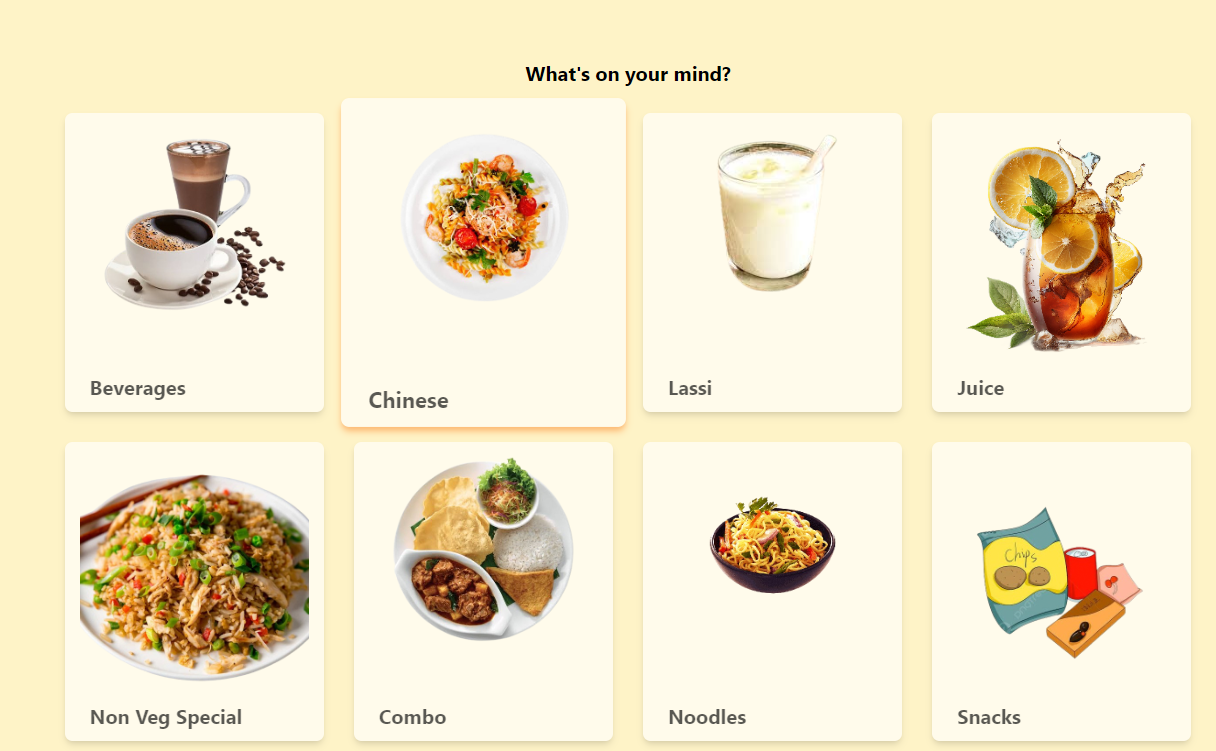 What's on your mind?
Beverages
Chinese
Lassi
Juice
Chips
Non Veg Special
Combo
Noodles
Snacks